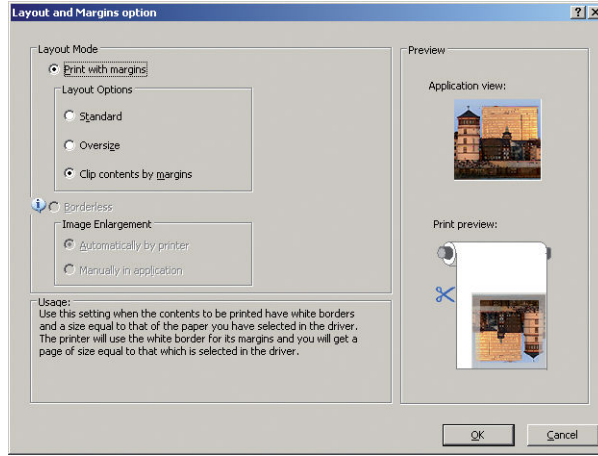 Layout and Margins option
Layout Mode
Print with margins
Layout Options
Standard
Oversize
Clip contents by margins
Borderless
Image Enlargement
Automatically by printer
Manually in application
Usage:
Use this setting when the contents to be printed have white borders
and a size equal to that of the paper you have selected in the driver.
The printer will use the white border for its margins and you will get a
page of size equal to that which is selected in the driver.
Preview
Application view:
Print preview:
OK
Cancel